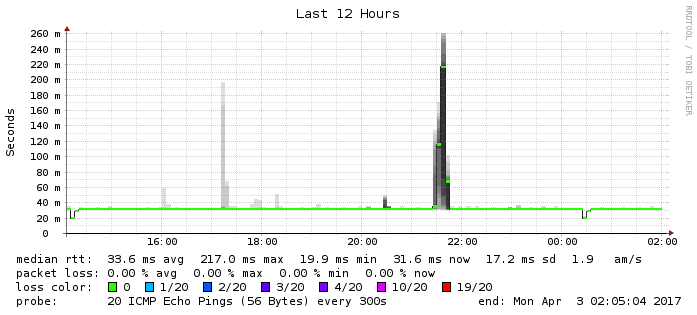 Last 12 Hours
RRDTOOL / TOBI OETIKER
Seconds
260 m
240 m
220 m
200 m
180 m
160 m
140 m
120 m
100 m
80 m
60 m
40 m
20 m
0
16:00 18:00 20:00 22:00 00:00 02:00
median rtt: 33.6 ms avg 217.0 ms max 19.9 ms min 31.6 ms now 17.2 ms sd 1.9 am/s
packet loss: 0.00 % avg 0.00 % max 0.00 % min 0.00 % now
loss color: 0 1/20 2/20 3/20 4/20 10/20 19/20
probe: 20 ICMP Echo Pings (56 Bytes) every 300s end: Mon Apr 3 02:05:04 2017